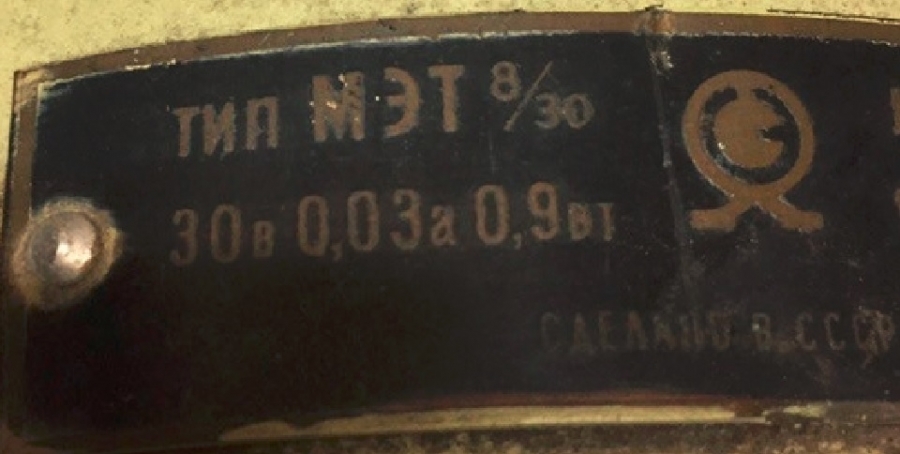 ТИП МЭТ 8/30
30в 0,03а 0,9вт
СДЕЛАНО В СССР